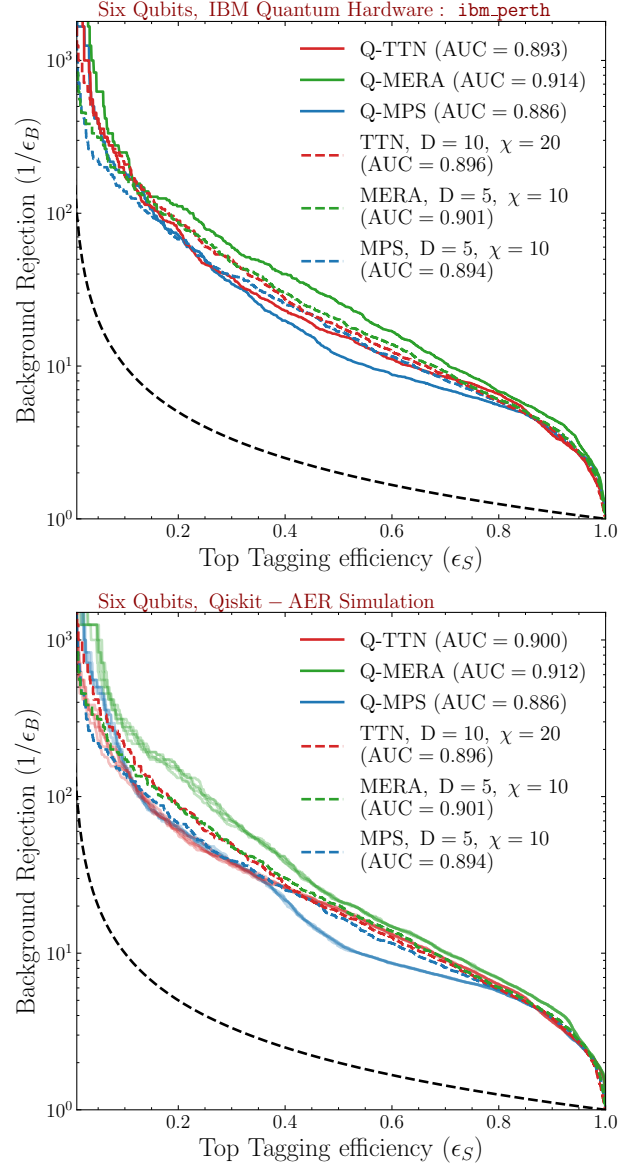 Six Qubits, IBM Quantum Hardware : ibm_perth
Background Rejection (1/ϵ_B)
10³
10²
10¹
10⁰
Q-TTN (AUC = 0.893)
Q-MERA (AUC = 0.914)
Q-MPS (AUC = 0.886)
TTN, D = 10, χ = 20
(AUC = 0.896)
MERA, D = 5, χ = 10
(AUC = 0.901)
MPS, D = 5, χ = 10
(AUC = 0.894)
0.2 0.4 0.6 0.8 1.0
Top Tagging efficiency (ϵ_S)
Six Qubits, Qiskit − AER Simulation
Background Rejection (1/ϵ_B)
10³
10²
10¹
10⁰
Q-TTN (AUC = 0.900)
Q-MERA (AUC = 0.912)
Q-MPS (AUC = 0.886)
TTN, D = 10, χ = 20
(AUC = 0.896)
MERA, D = 5, χ = 10
(AUC = 0.901)
MPS, D = 5, χ = 10
(AUC = 0.894)
0.2 0.4 0.6 0.8 1.0
Top Tagging efficiency (ϵ_S)